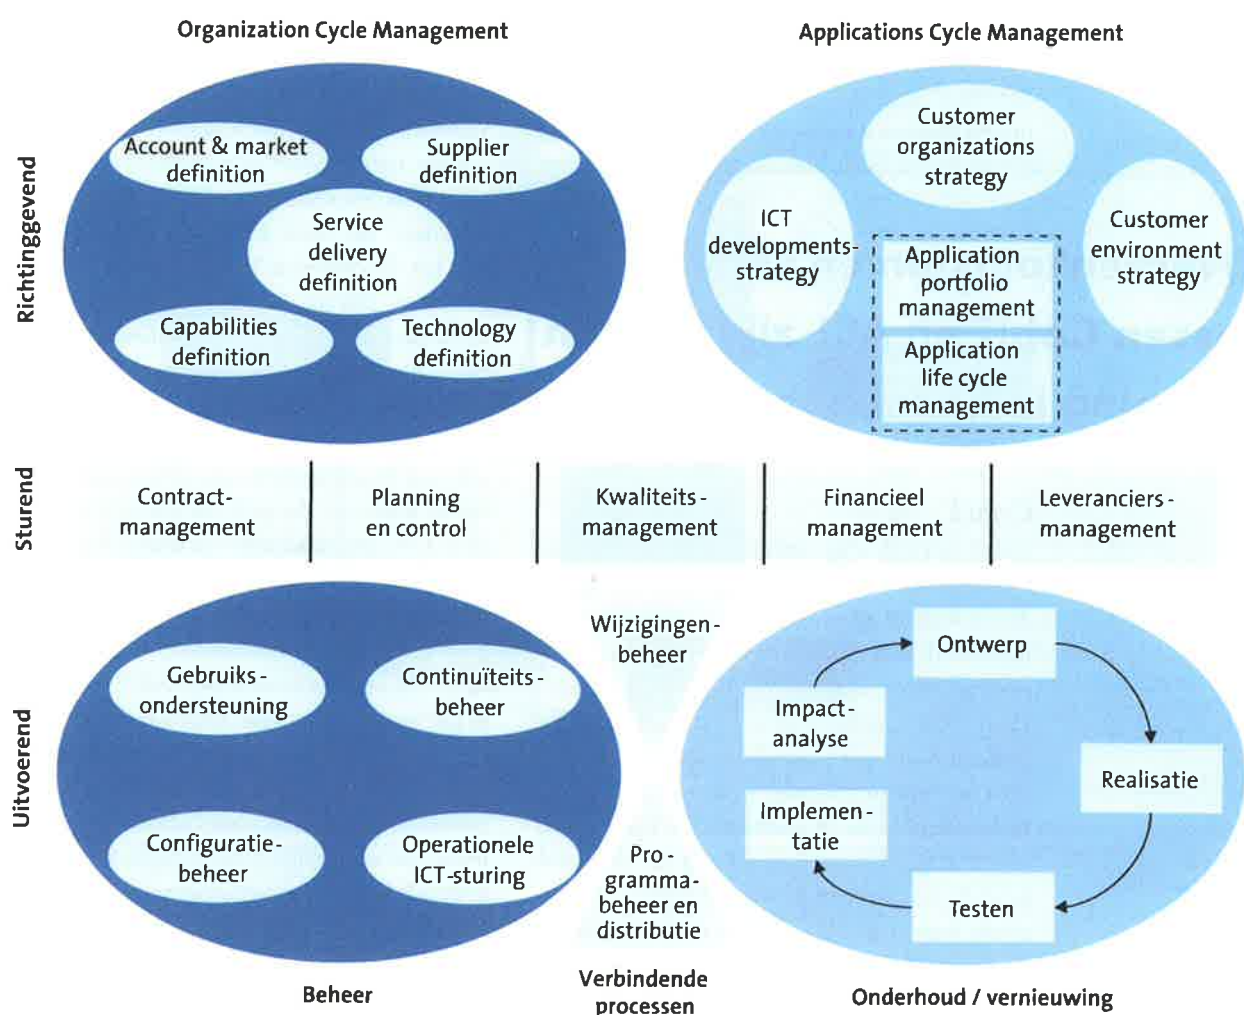 Organization Cycle Management
Applications Cycle Management
Richtinggevend
Account & market
definition
Supplier
definition
Service
delivery
definition
Capabilities
definition
Technology
definition
Customer
organizations
strategy
ICT
developments-
strategy
Customer
environment
strategy
Application
portfolio
management
Application
life cycle
management
Sturend
Contract-
management
Planning
en control
Kwaliteits-
management
Financieel
management
Leveranciers-
management
Uitvoerend
Gebruiks-
ondersteuning
Continuïteits-
beheer
Configuratie-
beheer
Operationele
ICT-sturing
Wijzigingen-
beheer
Pro-
gramma-
beheer en
distributie
Ontwerp
Impact-
analyse
Realisatie
Implemen-
tatie
Testen
Beheer
Verbindende
processen
Onderhoud / vernieuwing